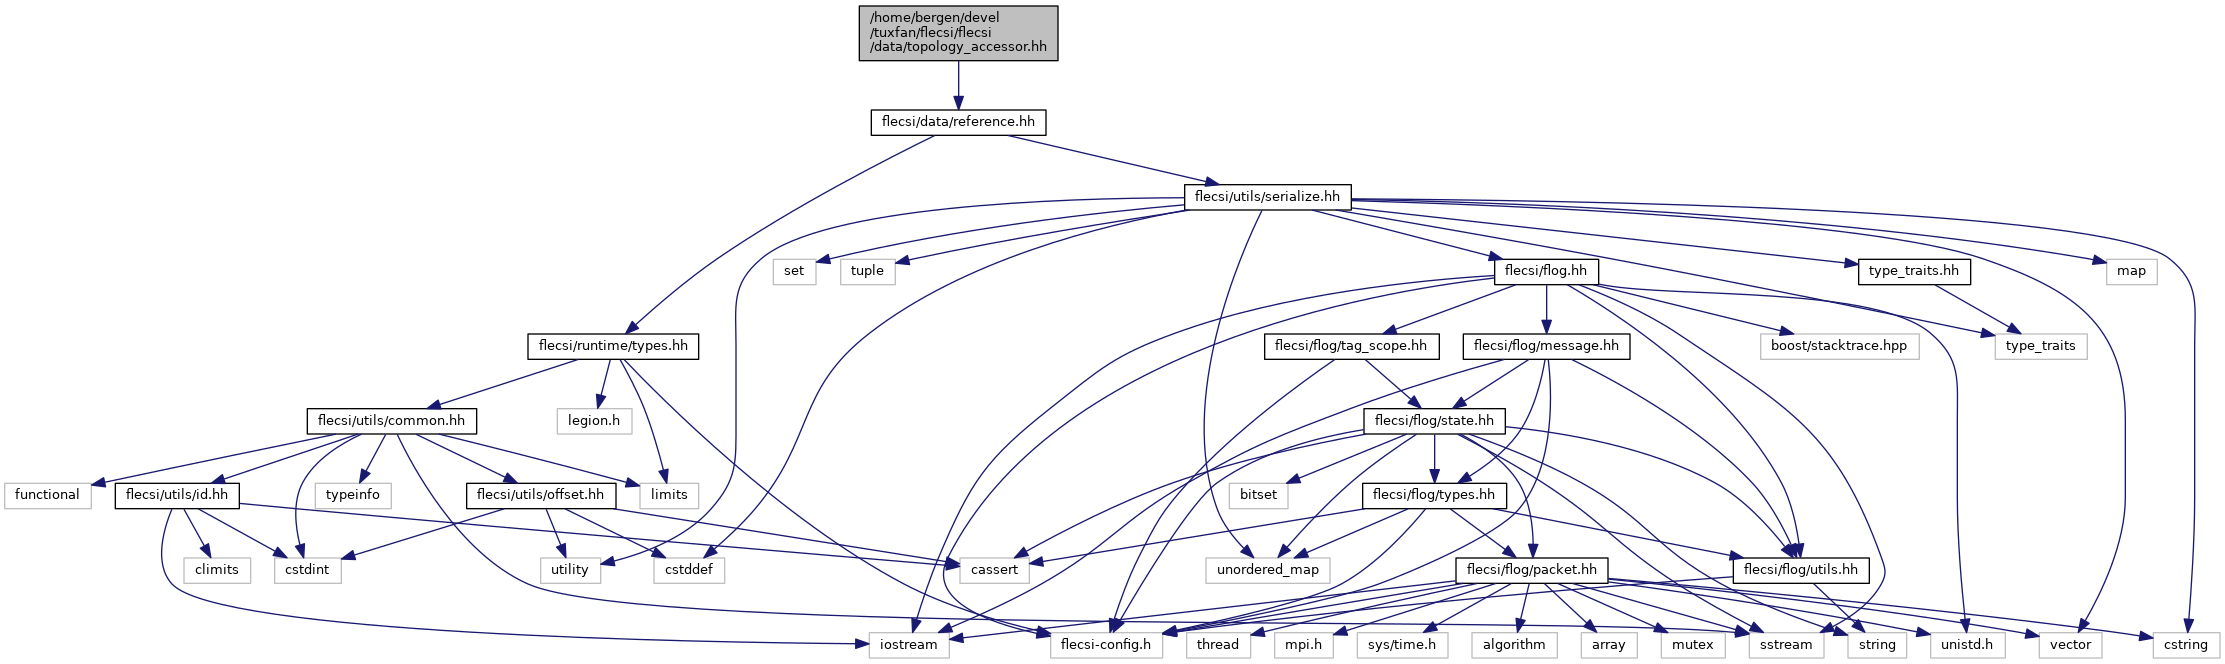 /home/bergen/devel
/tuxfan/flecsi/flecsi
/data/topology_accessor.hh
flecsi/data/reference.hh
flecsi/utils/serialize.hh
set
tuple
flecsi/flog.hh
type_traits.hh
map
flecsi/runtime/types.hh
flecsi/flog/tag_scope.hh
flecsi/flog/message.hh
boost/stacktrace.hpp
type_traits
flecsi/utils/common.hh
legion.h
flecsi/flog/state.hh
functional
flecsi/utils/id.hh
typeinfo
flecsi/utils/offset.hh
limits
bitset
flecsi/flog/types.hh
climits
cstdint
utility
cstddef
cassert
unordered_map
flecsi/flog/packet.hh
flecsi/flog/utils.hh
iostream
flecsi-config.h
thread
mpi.h
sys/time.h
algorithm
array
mutex
sstream
string
unistd.h
vector
cstring